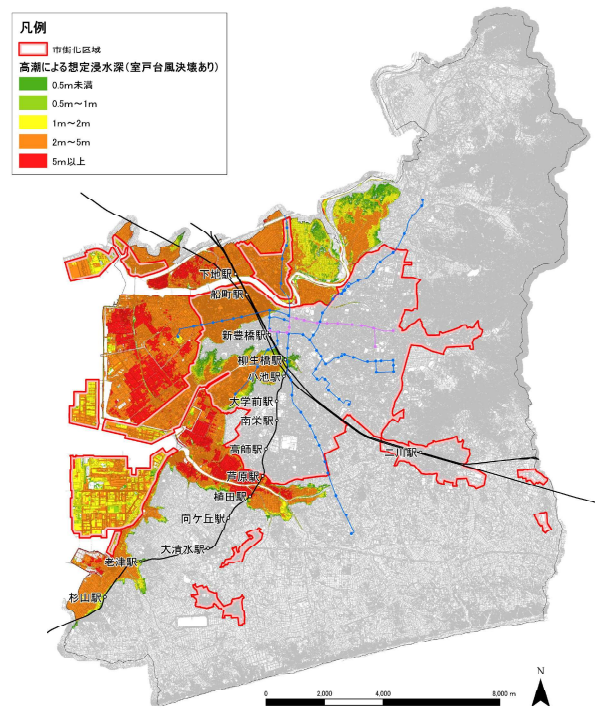 凡例
市街化区域
高潮による想定浸水深(室戸台風決壊あり)
0.5m未満
0.5m～1m
1m～2m
2m～5m
5m以上
下地駅
船町駅
新豊橋駅
柳生橋駅
小池駅
大学前駅
南栄駅
高師駅
二川駅
芦原駅
植田駅
向ケ丘駅
大清水駅
老津駅
杉山駅
N
0 2,000 4,000 8,000 m